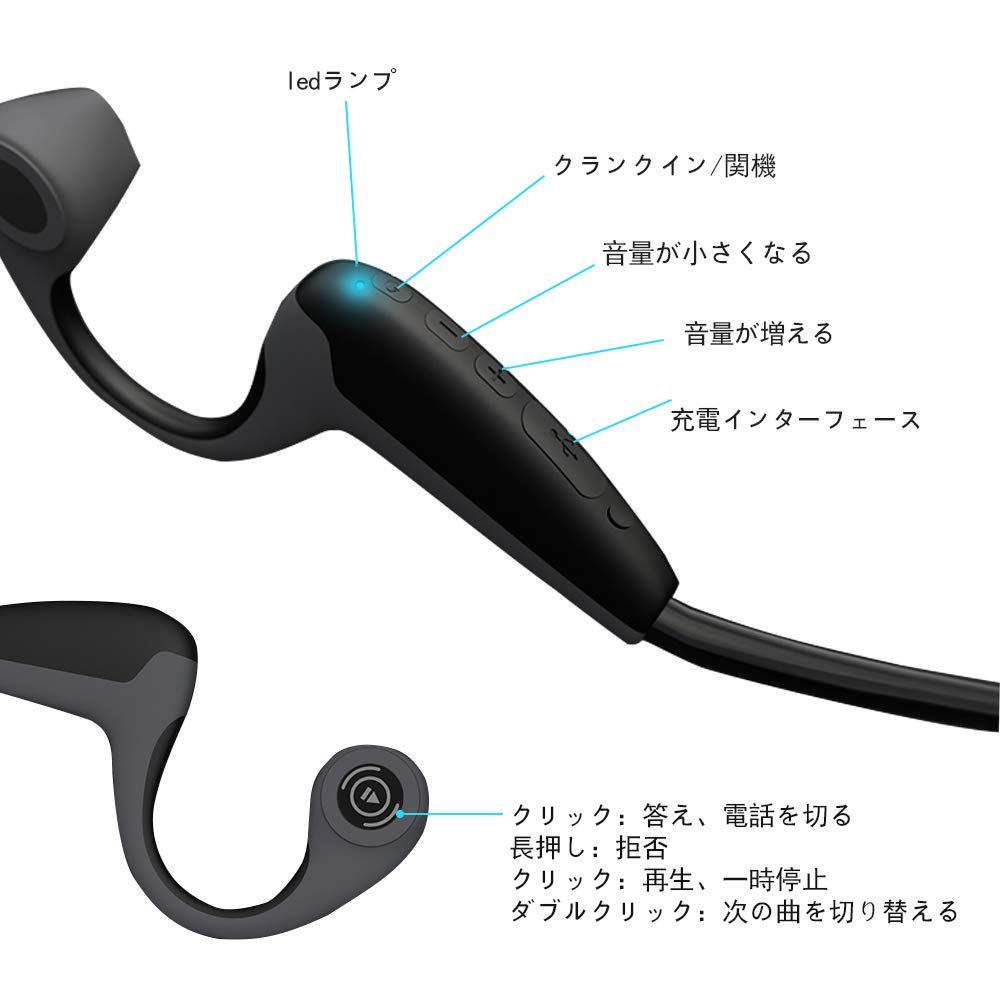 ledランプ
クランクイン/関機
音量が小さくなる
音量が増える
充電インターフェース
クリック：答え、電話を切る
長押し：拒否
クリック：再生、一時停止
ダブルクリック：次の曲を切り替える